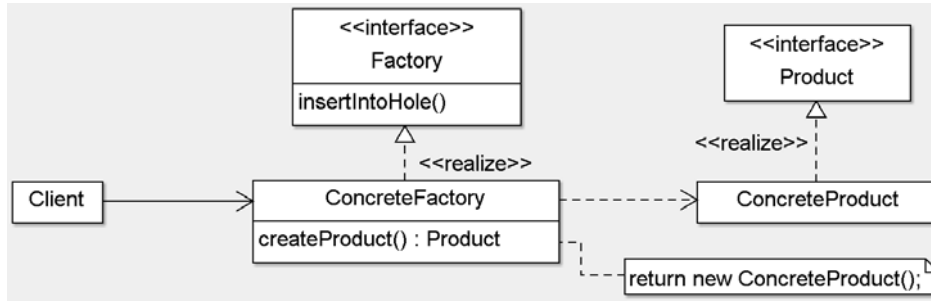 <<interface>>
Factory
insertIntoHole()
<<interface>>
Product
<<realize>>
<<realize>>
Client
ConcreteFactory
createProduct() : Product
ConcreteProduct
return new ConcreteProduct();